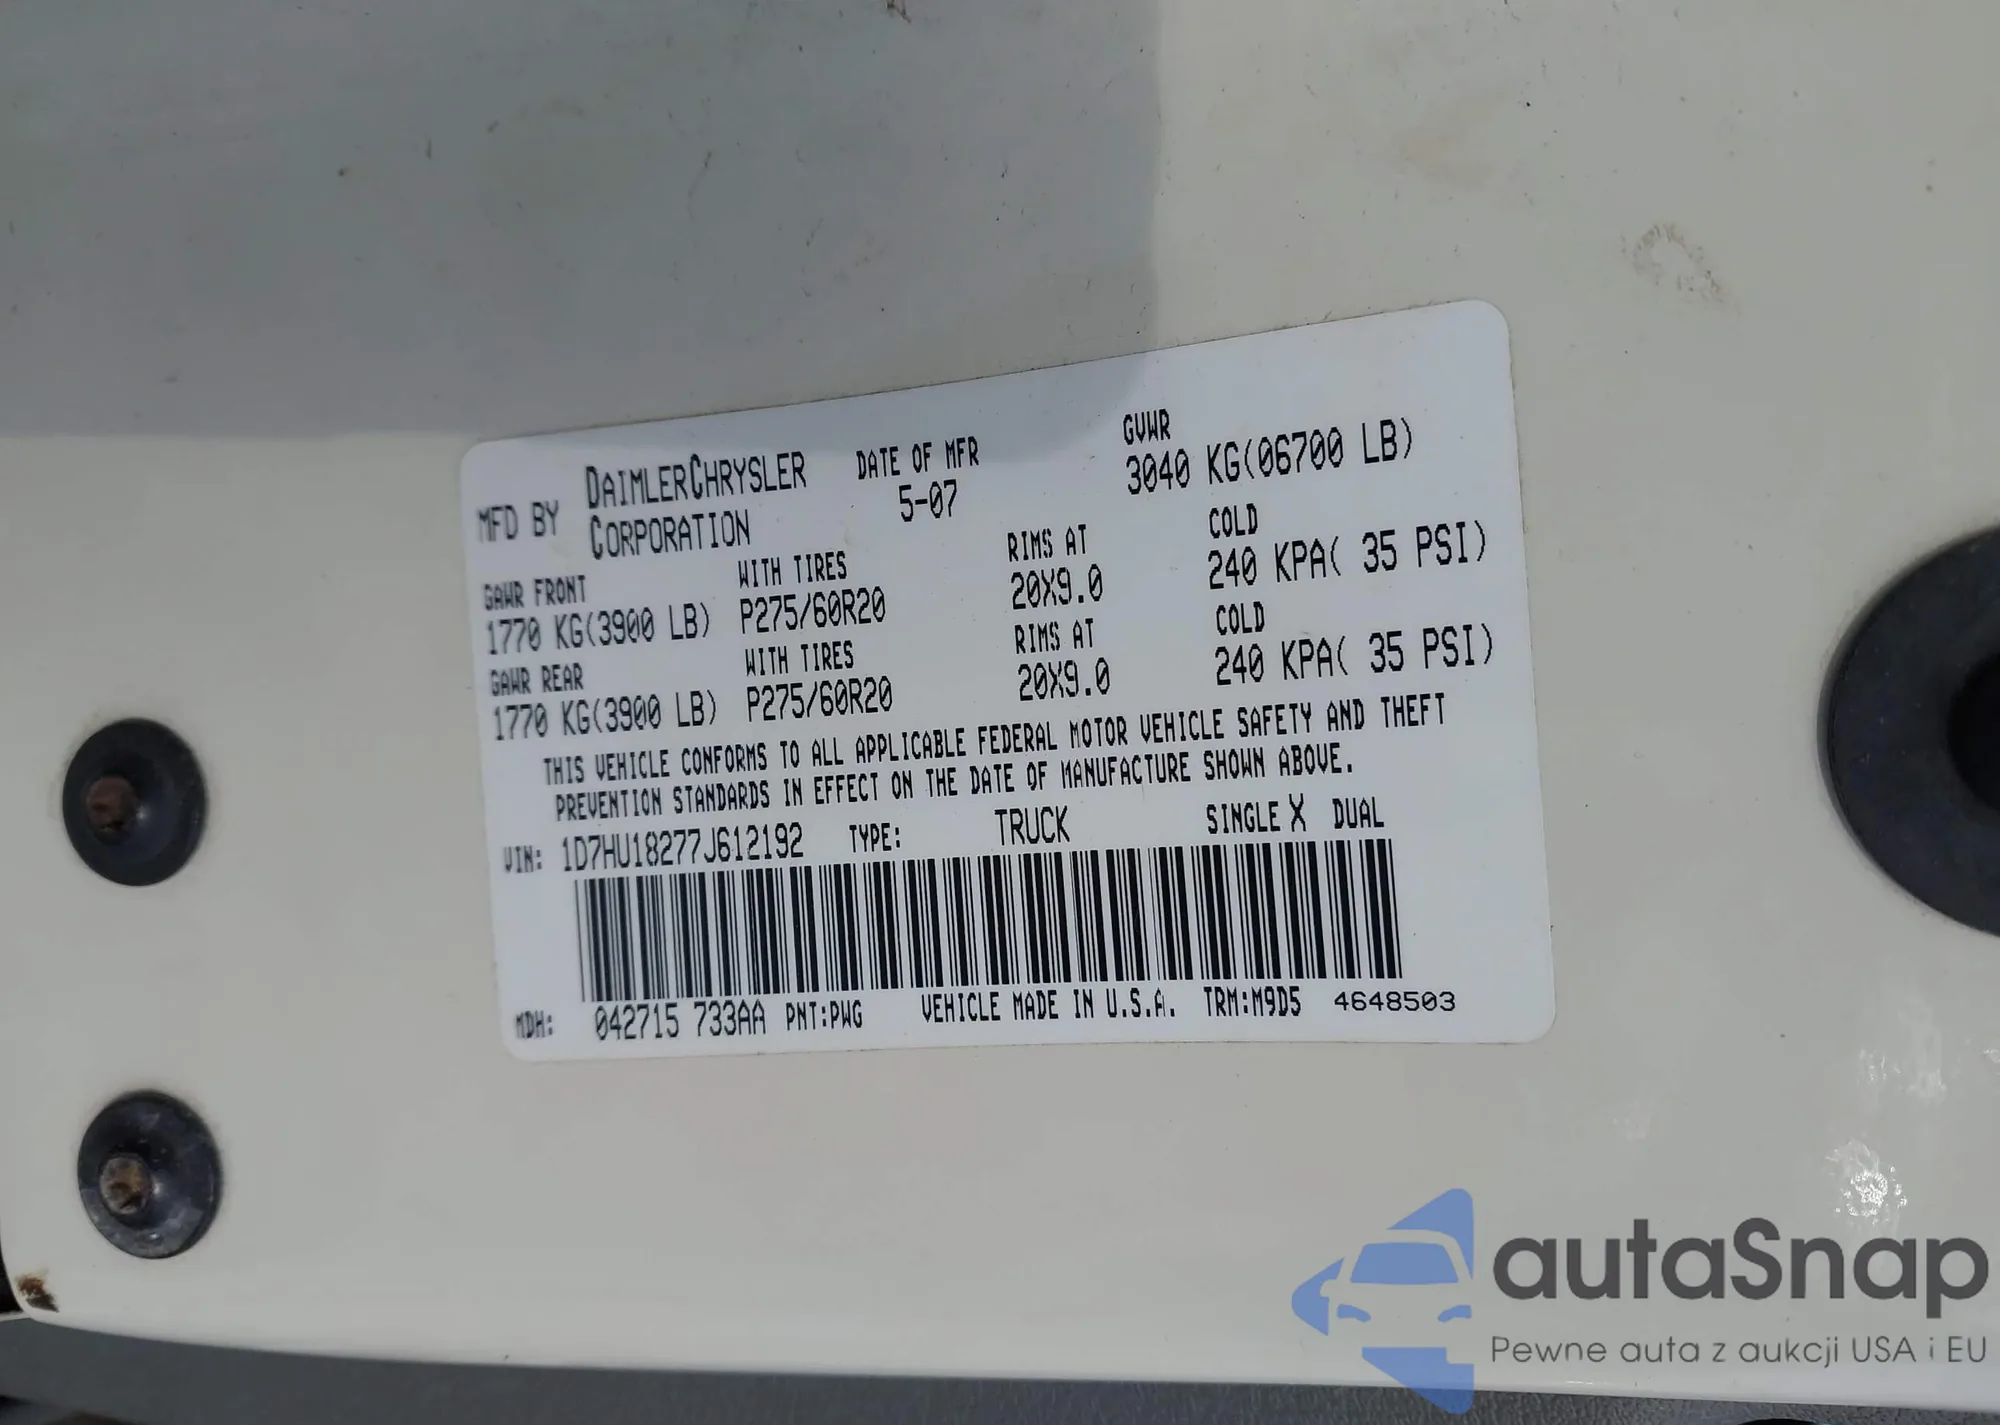 MFD BY DAIMLERCHRYSLER CORPORATION
DATE OF MFR
5-07
GVWR
3040 KG(06700 LB)
GAWR FRONT WITH TIRES RIMS AT COLD
1770 KG(3900 LB) P275/60R20 20X9.0 240 KPA( 35 PSI)
GAWR REAR WITH TIRES RIMS AT COLD
1770 KG(3900 LB) P275/60R20 20X9.0 240 KPA( 35 PSI)
THIS VEHICLE CONFORMS TO ALL APPLICABLE FEDERAL MOTOR VEHICLE SAFETY AND THEFT
PREVENTION STANDARDS IN EFFECT ON THE DATE OF MANUFACTURE SHOWN ABOVE.
VIN: 1D7HU18277J612192 TYPE: TRUCK SINGLE X DUAL
MDH: 042715 733AA PNT:PWG VEHICLE MADE IN U.S.A. TRM:M9D5 4648503
autaSnap
Pewne auta z aukcji USA i EU